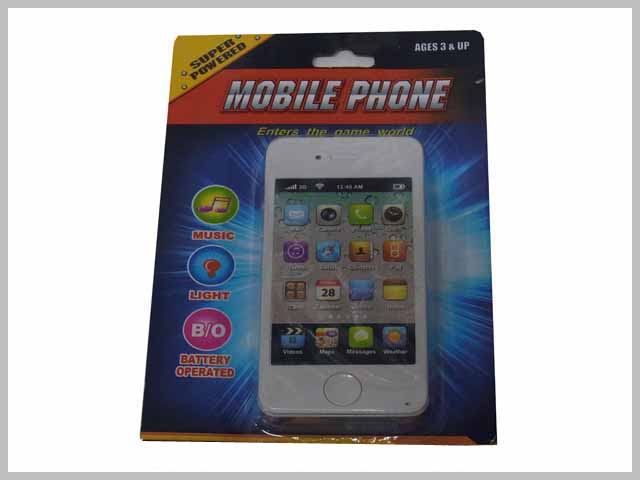 SUPER
POWERED
AGES 3 & UP
MOBILE PHONE
Enters the game world
3G 12:45 AM
MUSIC
LIGHT
28
B/O
BATTERY
OPERATED
Videos Maps Messages Weather